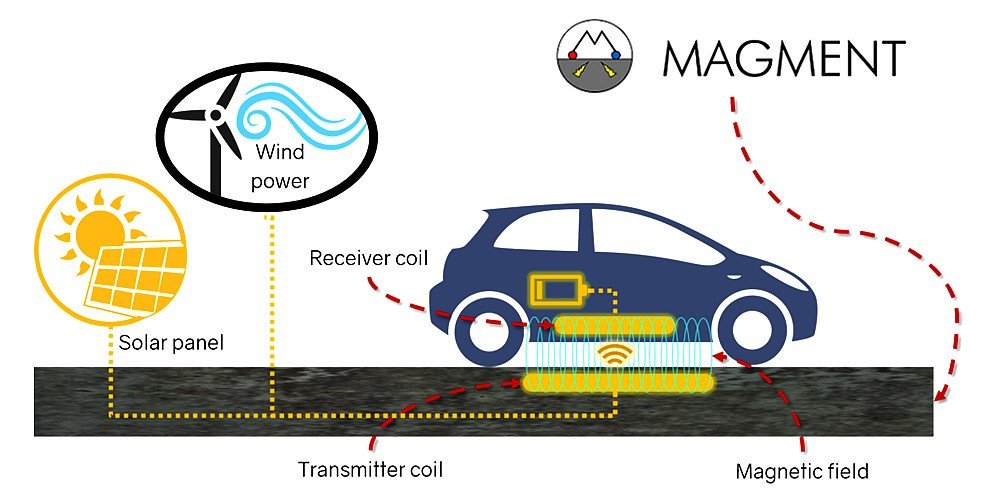 MAGMENT
Wind
power
Receiver coil
Solar panel
Transmitter coil
Magnetic field